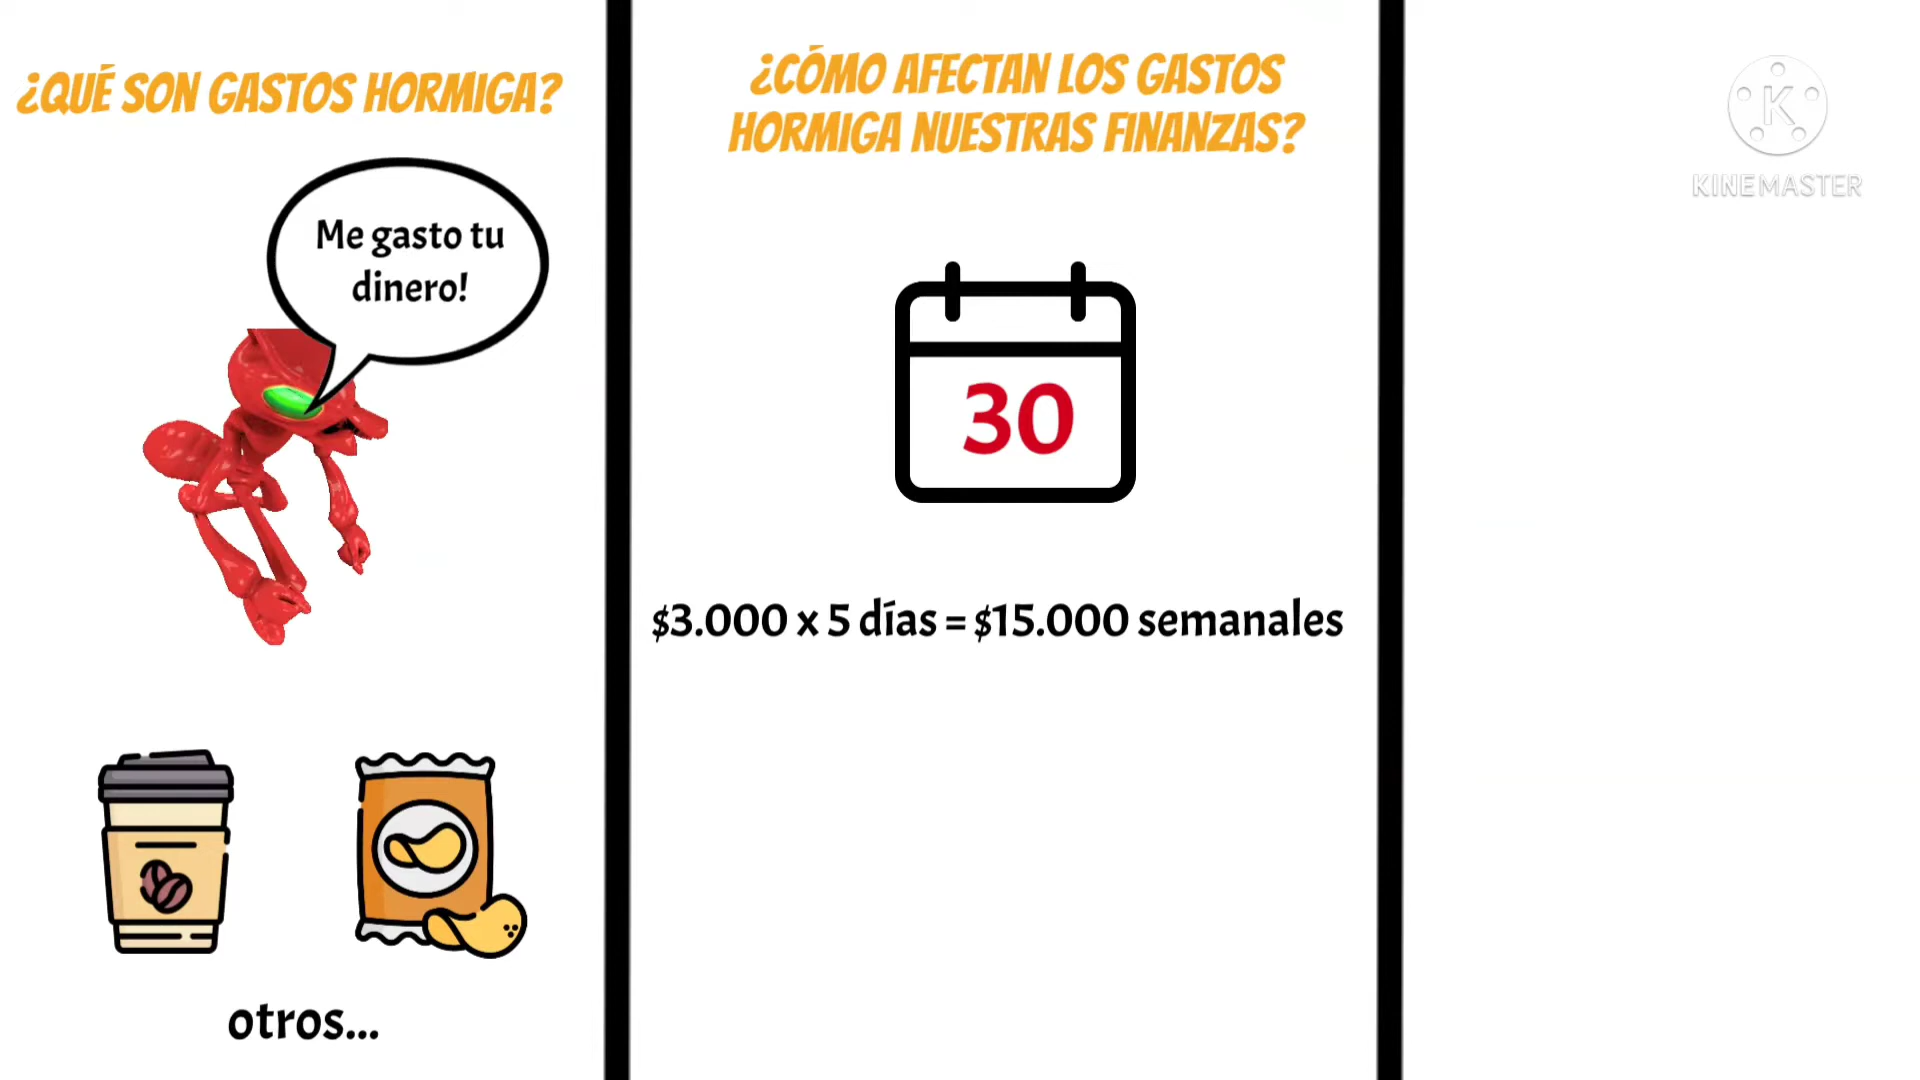 ¿QUÉ SON GASTOS HORMIGA?
Me gasto tu
dinero!
otros...
¿CÓMO AFECTAN LOS GASTOS
HORMIGA NUESTRAS FINANZAS?
30
$3.000 x 5 días = $15.000 semanales
K
KINEMASTER